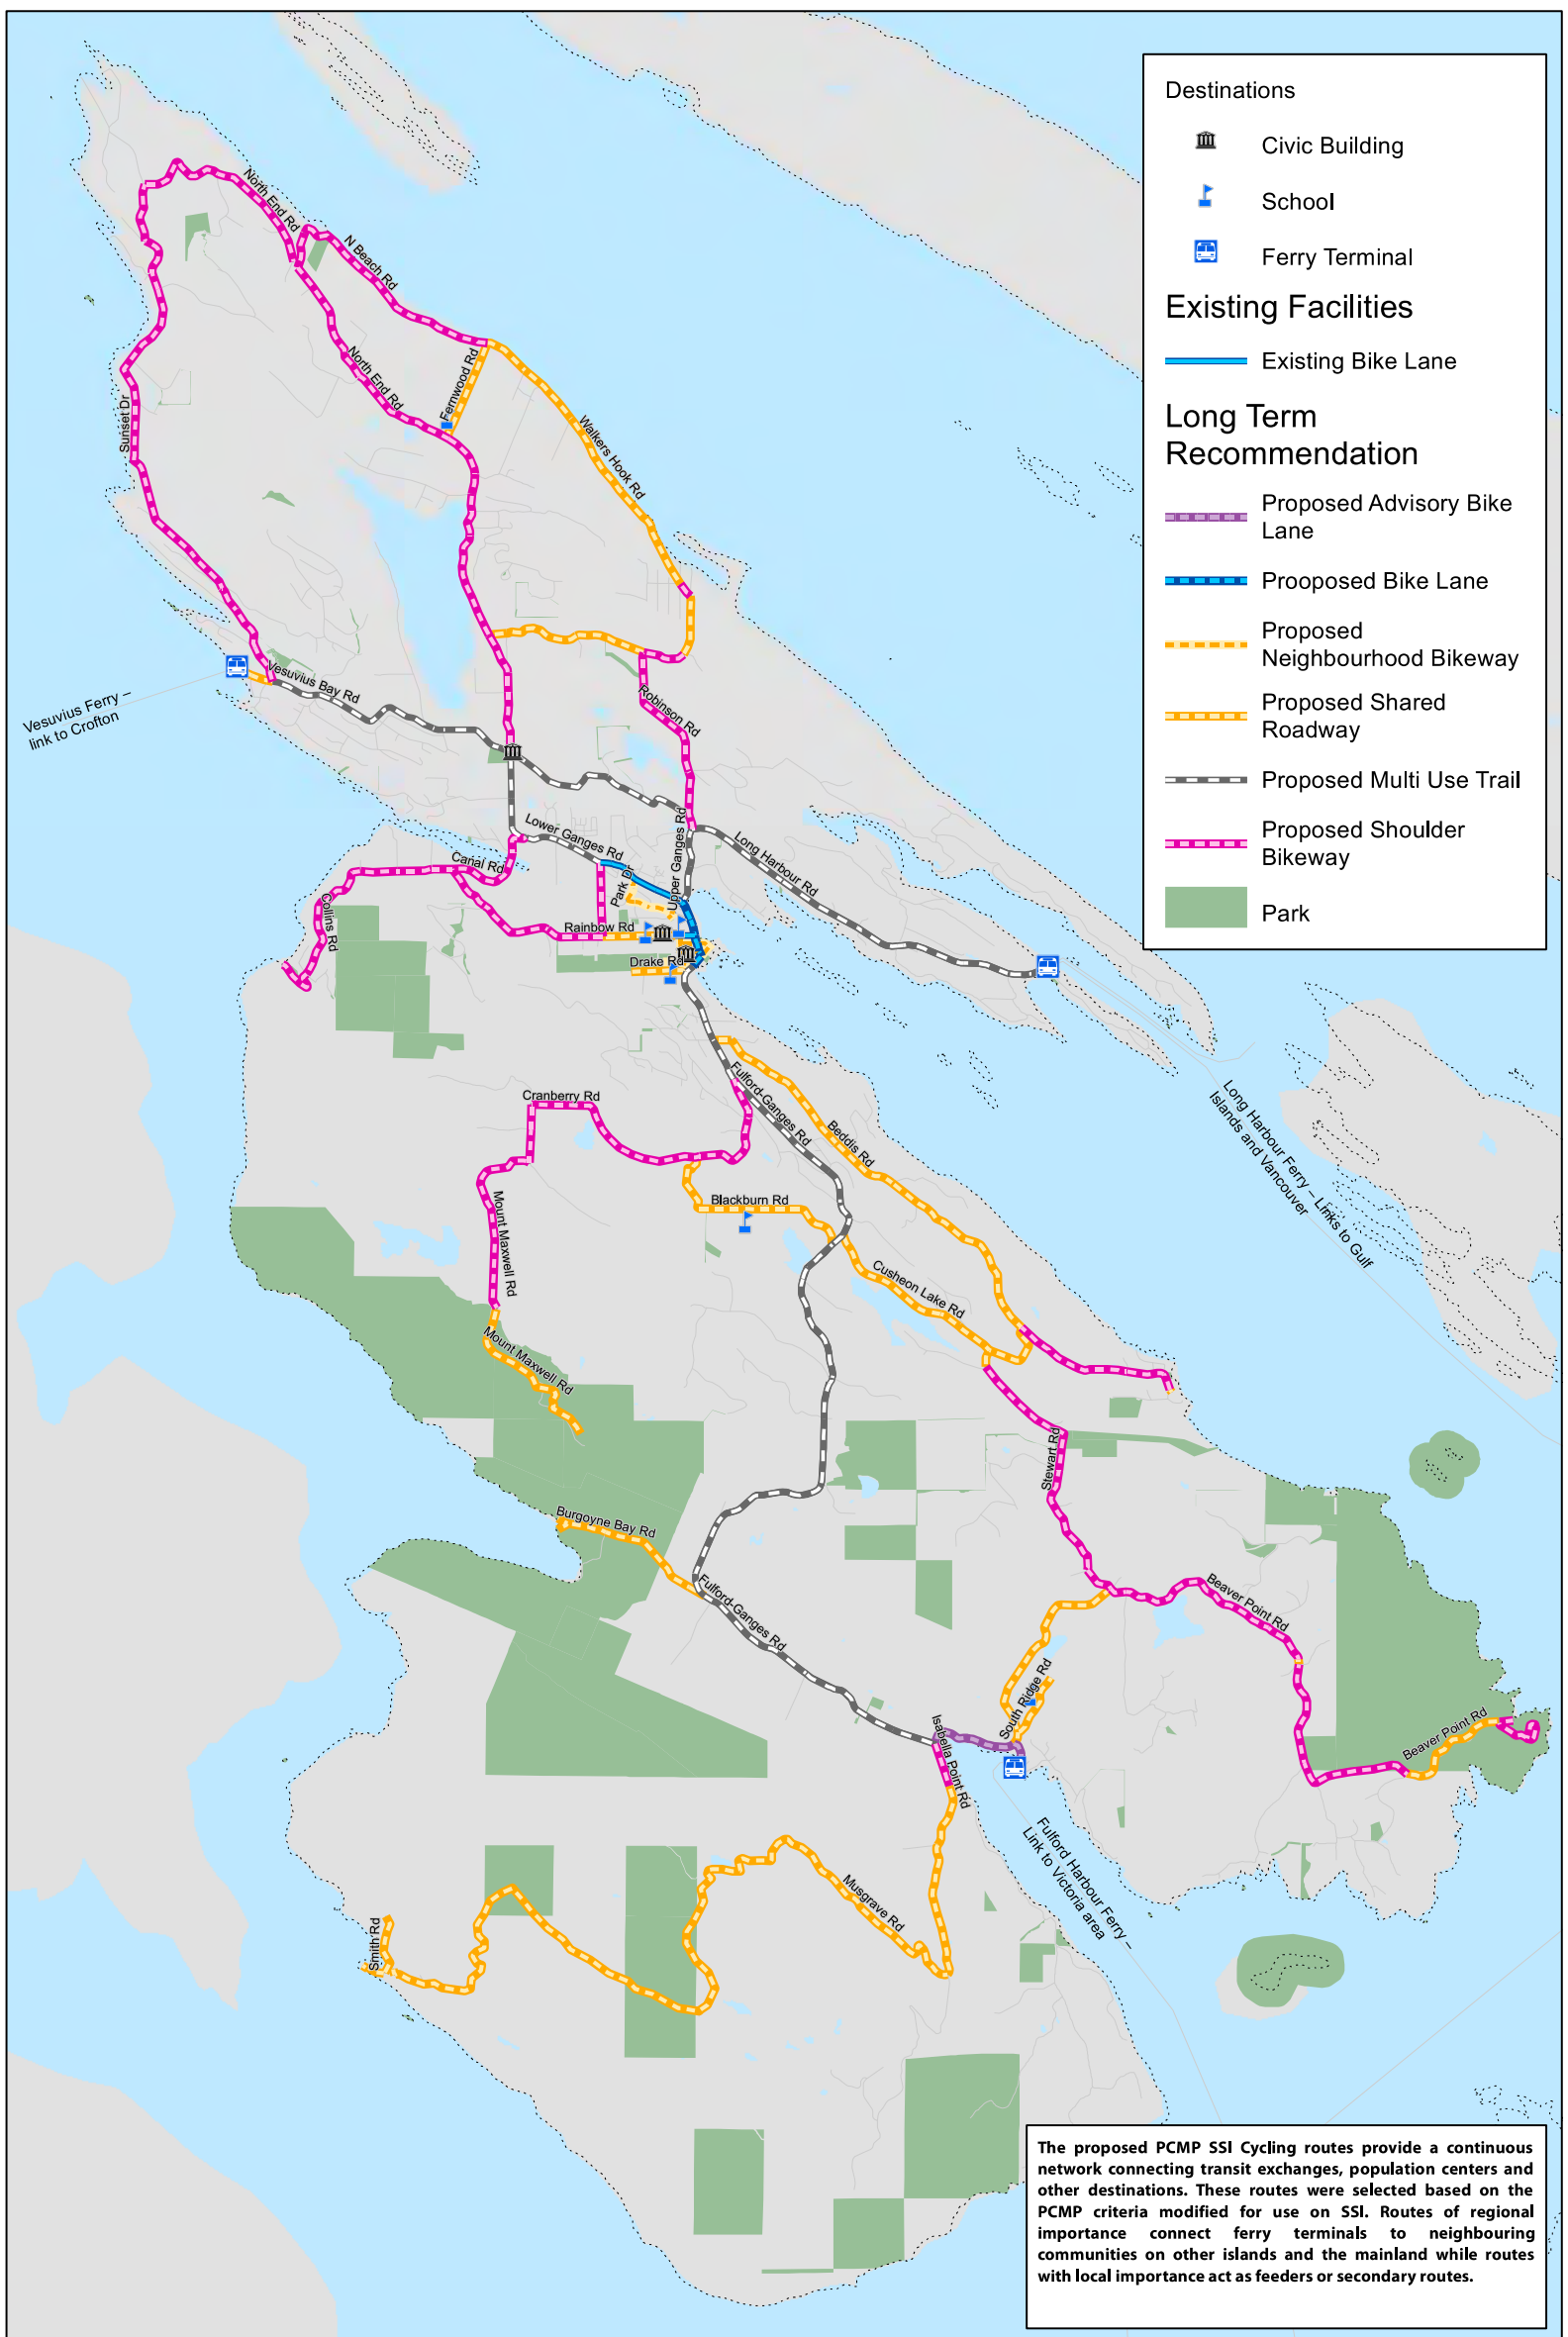 Destinations
Civic Building
School
Ferry Terminal
Existing Facilities
Existing Bike Lane
Long Term
Recommendation
Proposed Advisory Bike
Lane
Prooposed Bike Lane
Proposed
Neighbourhood Bikeway
Proposed Shared
Roadway
Proposed Multi Use Trail
Proposed Shoulder
Bikeway
Park
North End Rd
N Beach Rd
North End Rd
Fernwood Rd
Sunset Dr
Walkers Hook Rd
Vesuvius Bay Rd
Vesuvius Ferry –
link to Crofton
Robinson Rd
Lower Ganges Rd
Upper Ganges Rd
Long Harbour Rd
Canal Rd
Park Dr
Collins Rd
Rainbow Rd
Drake Rd
Fulford-Ganges Rd
Cranberry Rd
Beddis Rd
Long Harbour Ferry – Links to Gulf
Islands and Vancouver
Blackburn Rd
Mount Maxwell Rd
Cusheon Lake Rd
Mount Maxwell Rd
Stewart Rd
Burgoyne Bay Rd
Fulford-Ganges Rd
Beaver Point Rd
South Ridge Rd
Isabella Point Rd
Beaver Point Rd
Fulford Harbour Ferry –
Link to Victoria area
Musgrave Rd
Smith Rd
The proposed PCMP SSI Cycling routes provide a continuous
network connecting transit exchanges, population centers and
other destinations. These routes were selected based on the
PCMP criteria modified for use on SSI. Routes of regional
importance connect ferry terminals to neighbouring
communities on other islands and the mainland while routes
with local importance act as feeders or secondary routes.